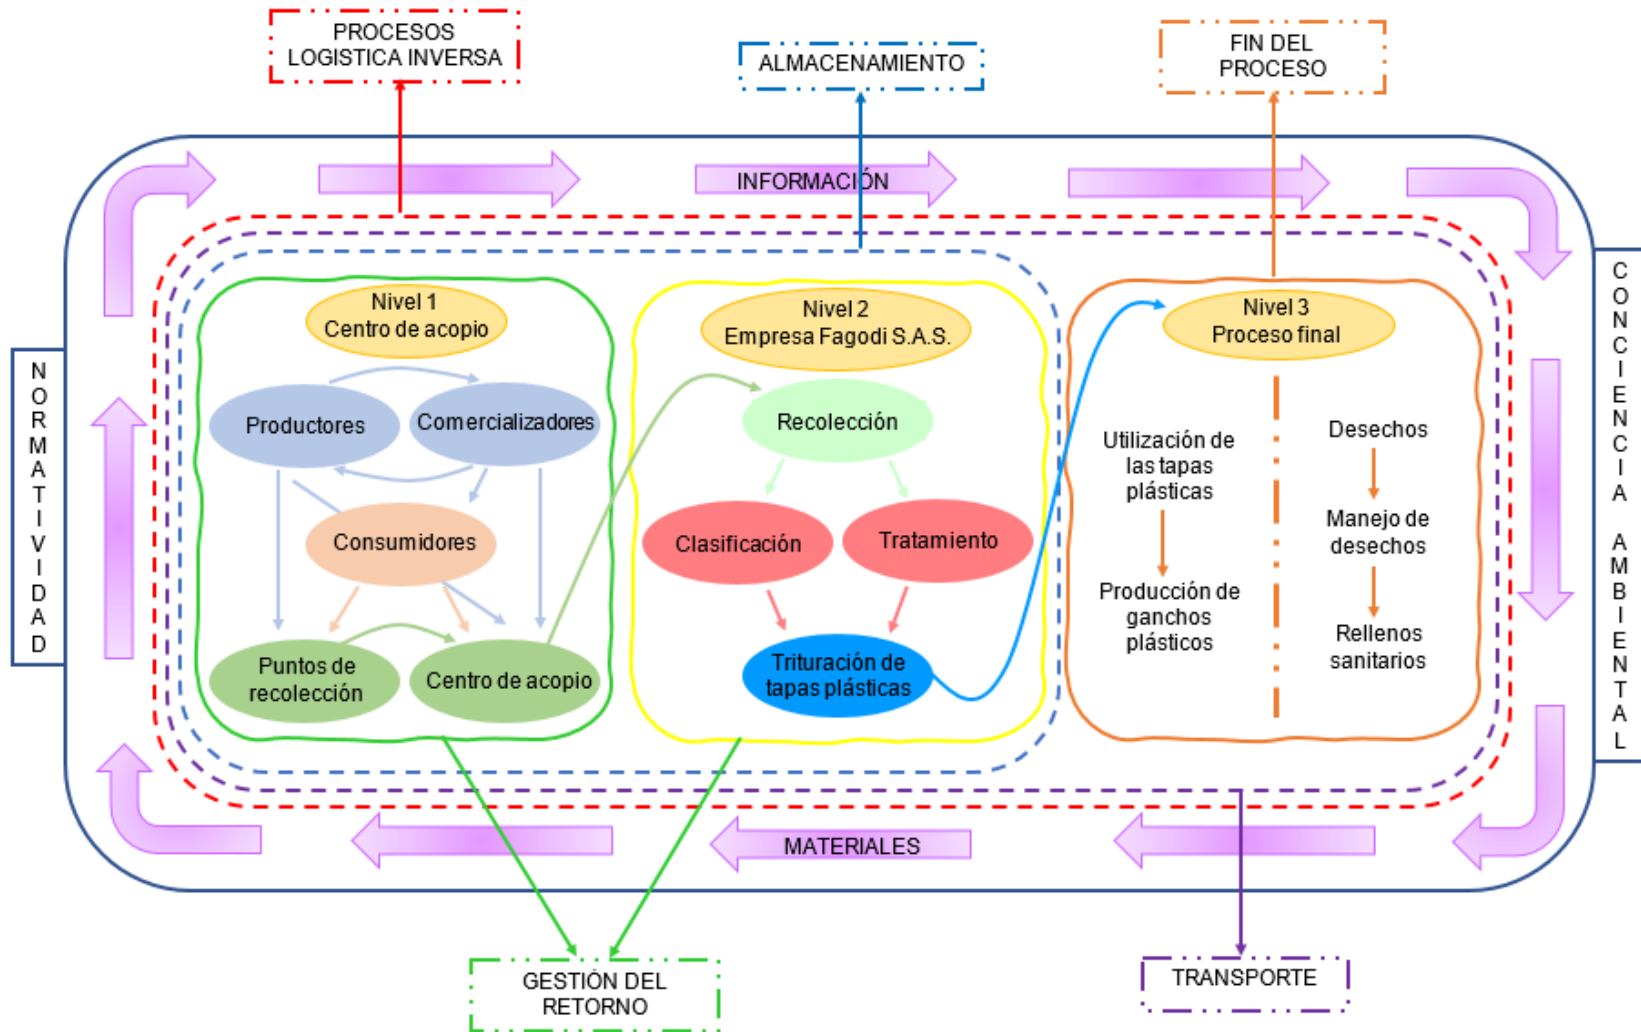 PROCESOS
LOGISTICA INVERSA
ALMACENAMIENTO
FIN DEL
PROCESO
INFORMACIÓN
NORMATIVIDAD
CONCIENCIA AMBIENTAL
Nivel 1
Centro de acopio
Productores
Comercializadores
Consumidores
Puntos de
recolección
Centro de acopio
Nivel 2
Empresa Fagodi S.A.S.
Recolección
Clasificación
Tratamiento
Trituración de
tapas plásticas
Nivel 3
Proceso final
Utilización de
las tapas
plásticas
Producción de
ganchos
plásticos
Desechos
Manejo de
desechos
Rellenos
sanitarios
MATERIALES
GESTIÓN DEL
RETORNO
TRANSPORTE